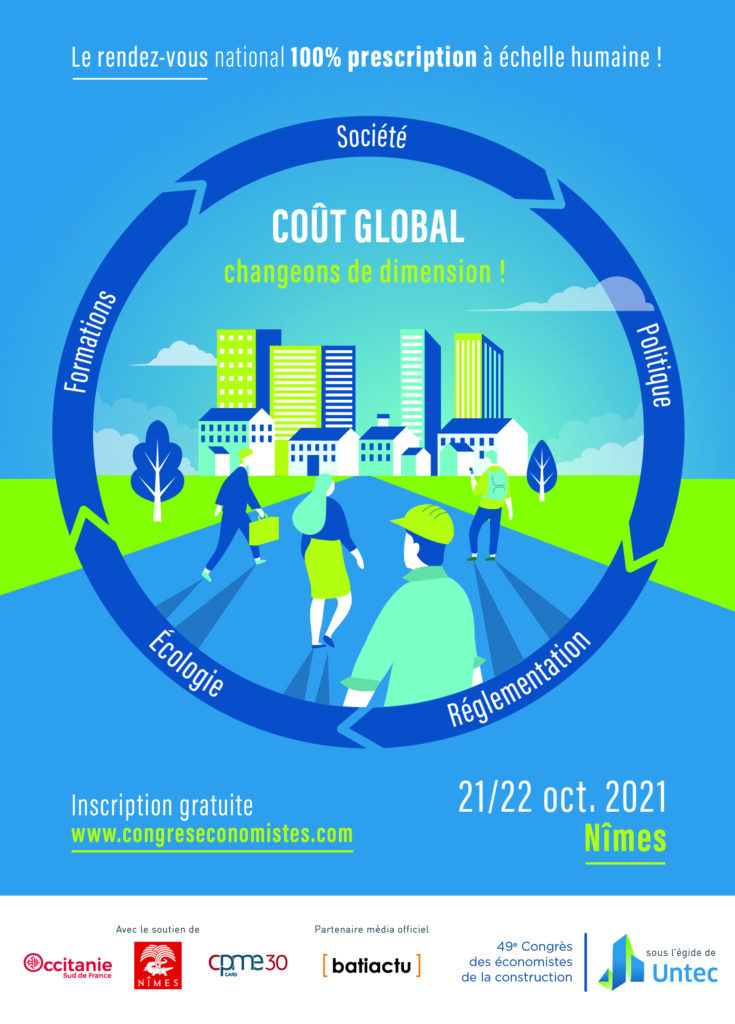 Le rendez-vous national 100% prescription à échelle humaine !
Société
COÛT GLOBAL
changeons de dimension !
Formations
Politique
Écologie
Réglementation
Inscription gratuite
www.congreseconomistes.com
21/22 oct. 2021
Nîmes
Avec le soutien de
Occitanie
Sud de France
NÎMES
cpme30
GARD
Partenaire média officiel
[batiactu]
49e Congrès
des économistes
de la construction
sous l'égide de
Untec